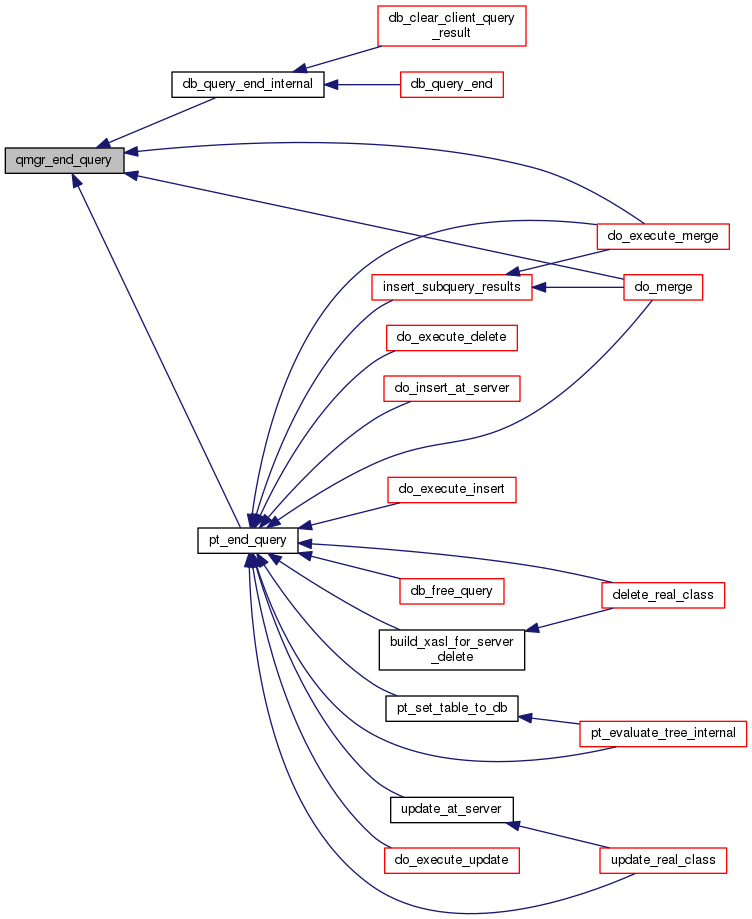 db_clear_client_query
_result
db_query_end_internal
db_query_end
qmgr_end_query
do_execute_merge
insert_subquery_results
do_merge
do_execute_delete
do_insert_at_server
do_execute_insert
pt_end_query
db_free_query
delete_real_class
build_xasl_for_server
_delete
pt_set_table_to_db
pt_evaluate_tree_internal
update_at_server
do_execute_update
update_real_class